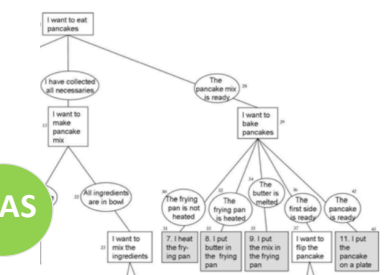 I want to eat
pancakes
I have collected
all necessaries
The
pancake mix
is ready
I want to
make
pancake
mix
I want to
bake
pancakes
AS
All ingredients
are in bowl
The frying
pan is not
heated
The
frying pan
is heated
The
butter is
melted
The
first side
is ready
The
pancake
is ready
I want to
mix the
ingredients
7. I heat
the fry-
ing pan
8. I put
butter in
the frying
pan
9. I put
the mix in
the frying
pan
I want to
flip the
pancake
11. I put
the
pancake
on a plate